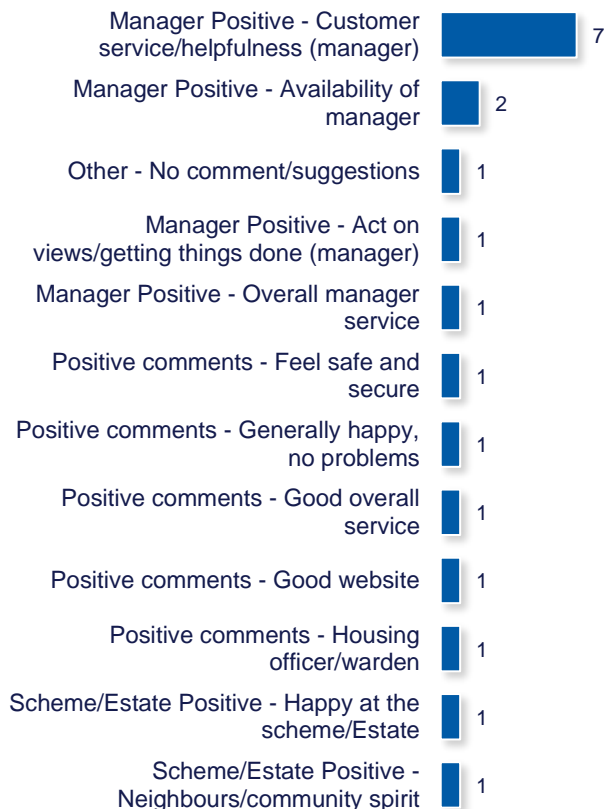 Manager Positive - Customer
service/helpfulness (manager)
7
Manager Positive - Availability of
manager
2
Other - No comment/suggestions
1
Manager Positive - Act on
views/getting things done (manager)
1
Manager Positive - Overall manager
service
1
Positive comments - Feel safe and
secure
1
Positive comments - Generally happy,
no problems
1
Positive comments - Good overall
service
1
Positive comments - Good website
1
Positive comments - Housing
officer/warden
1
Scheme/Estate Positive - Happy at the
scheme/Estate
1
Scheme/Estate Positive -
Neighbours/community spirit
1